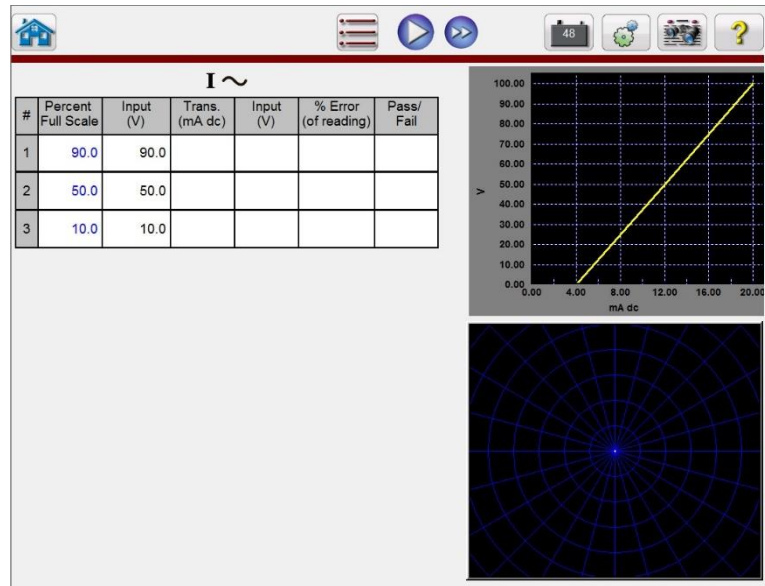 48
?
I ~
# Percent Full Scale Input (V) Trans. (mA dc) Input (V) % Error (of reading) Pass/ Fail
1 90.0 90.0
2 50.0 50.0
3 10.0 10.0
100.00
90.00
80.00
70.00
60.00
50.00
40.00
30.00
20.00
10.00
0.00
V
0.00 4.00 8.00 12.00 16.00 20.00
mA dc